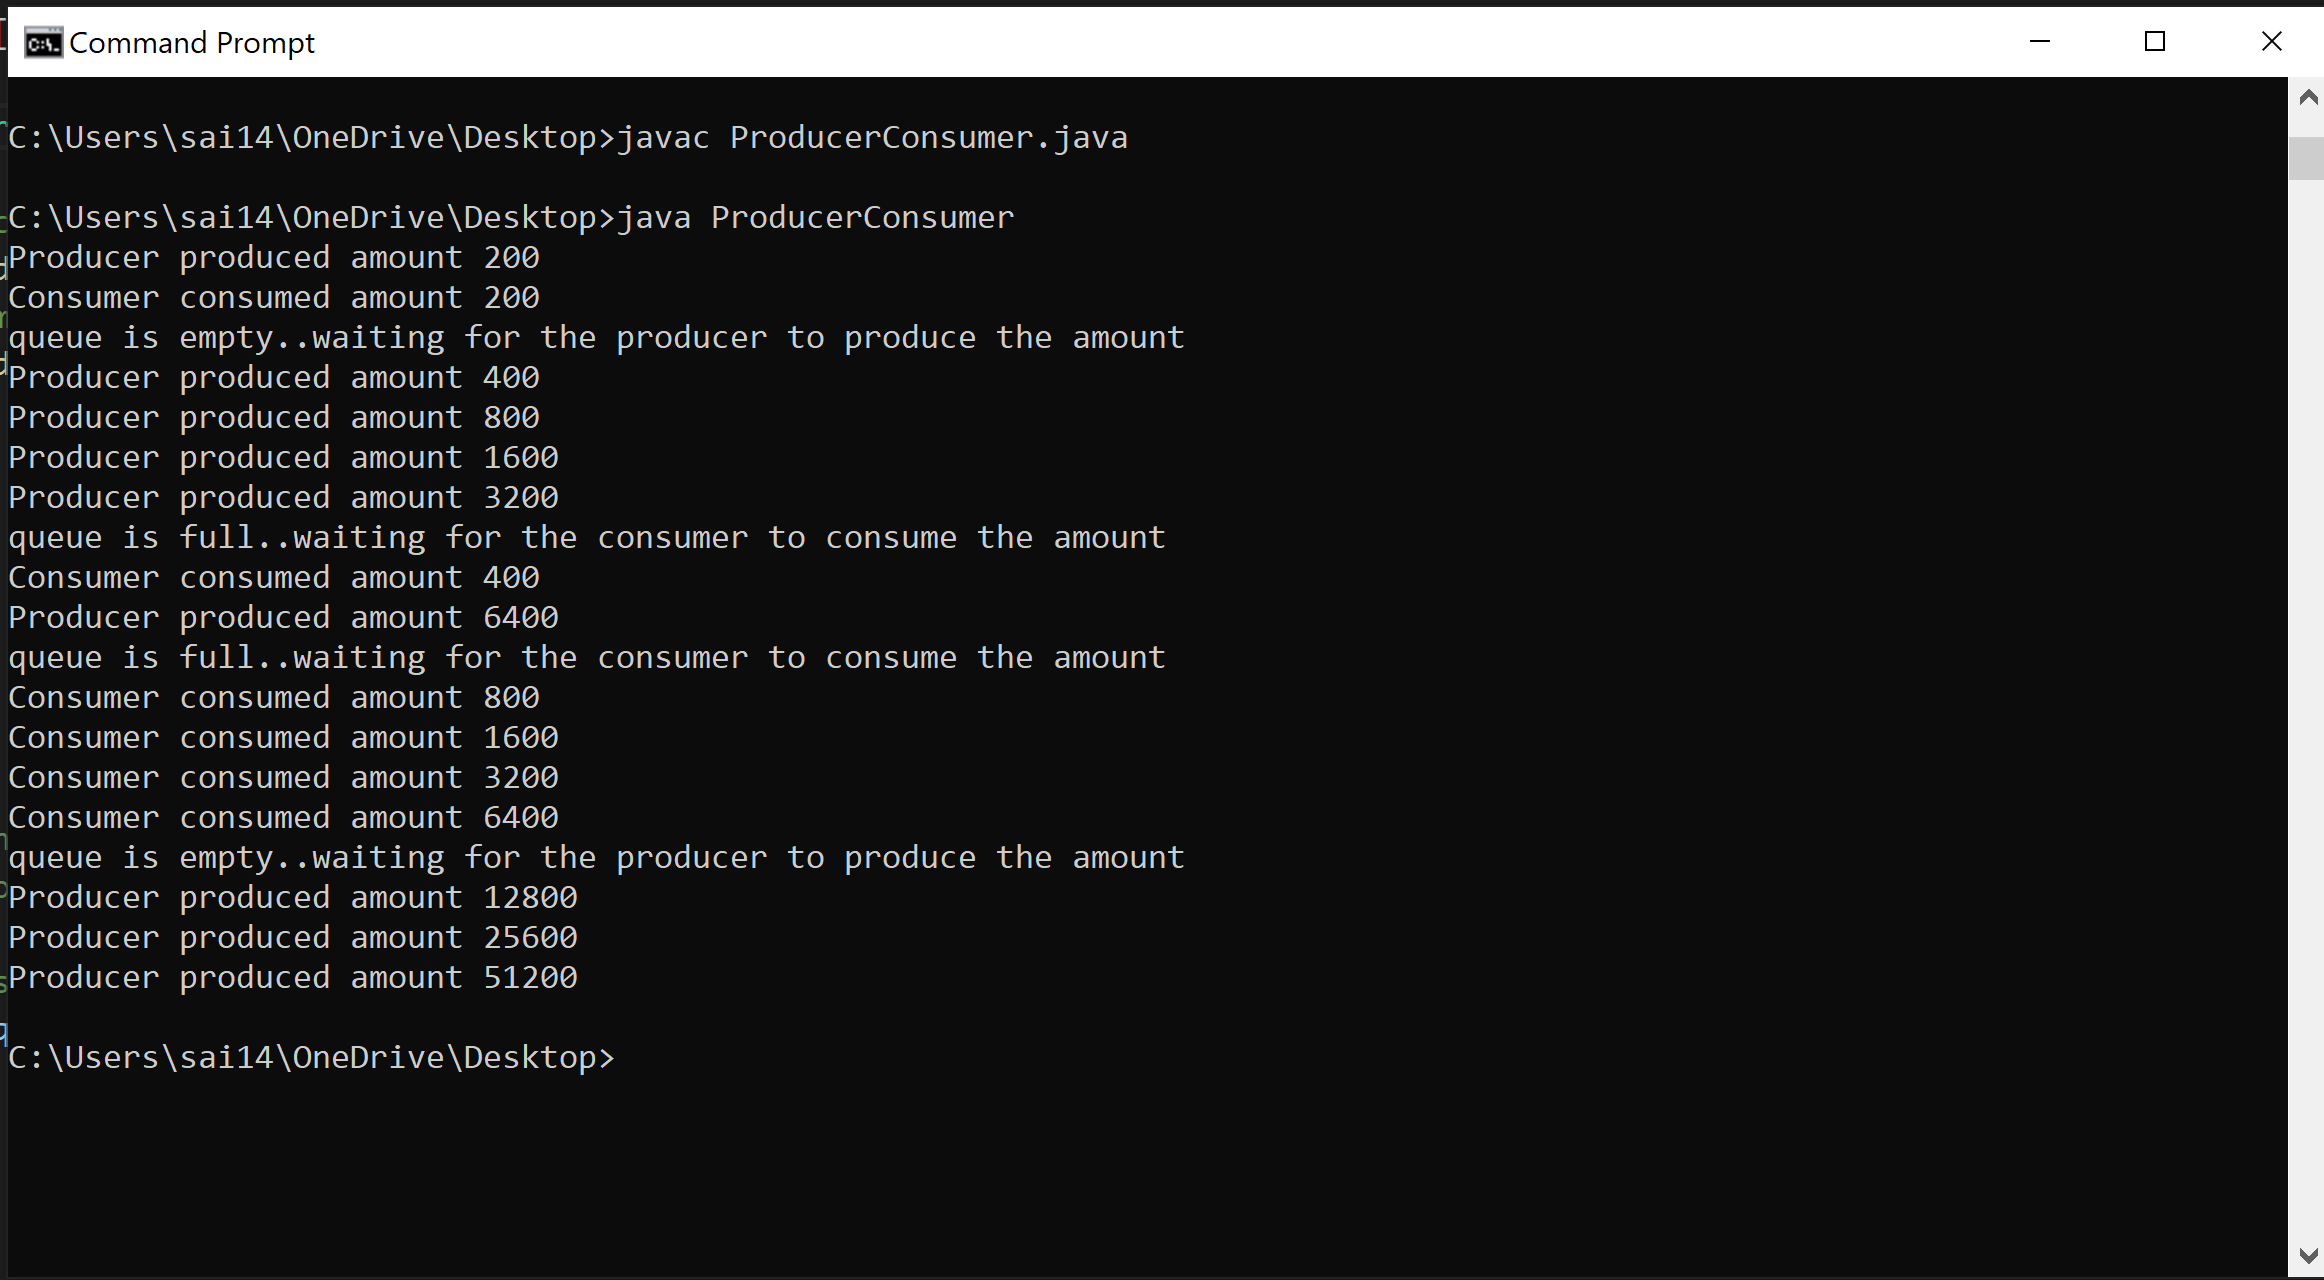 Command Prompt
C:\Users\sai14\OneDrive\Desktop>javac ProducerConsumer.java
C:\Users\sai14\OneDrive\Desktop>java ProducerConsumer
Producer produced amount 200
Consumer consumed amount 200
queue is empty..waiting for the producer to produce the amount
Producer produced amount 400
Producer produced amount 800
Producer produced amount 1600
Producer produced amount 3200
queue is full..waiting for the consumer to consume the amount
Consumer consumed amount 400
Producer produced amount 6400
queue is full..waiting for the consumer to consume the amount
Consumer consumed amount 800
Consumer consumed amount 1600
Consumer consumed amount 3200
Consumer consumed amount 6400
queue is empty..waiting for the producer to produce the amount
Producer produced amount 12800
Producer produced amount 25600
Producer produced amount 51200
C:\Users\sai14\OneDrive\Desktop>